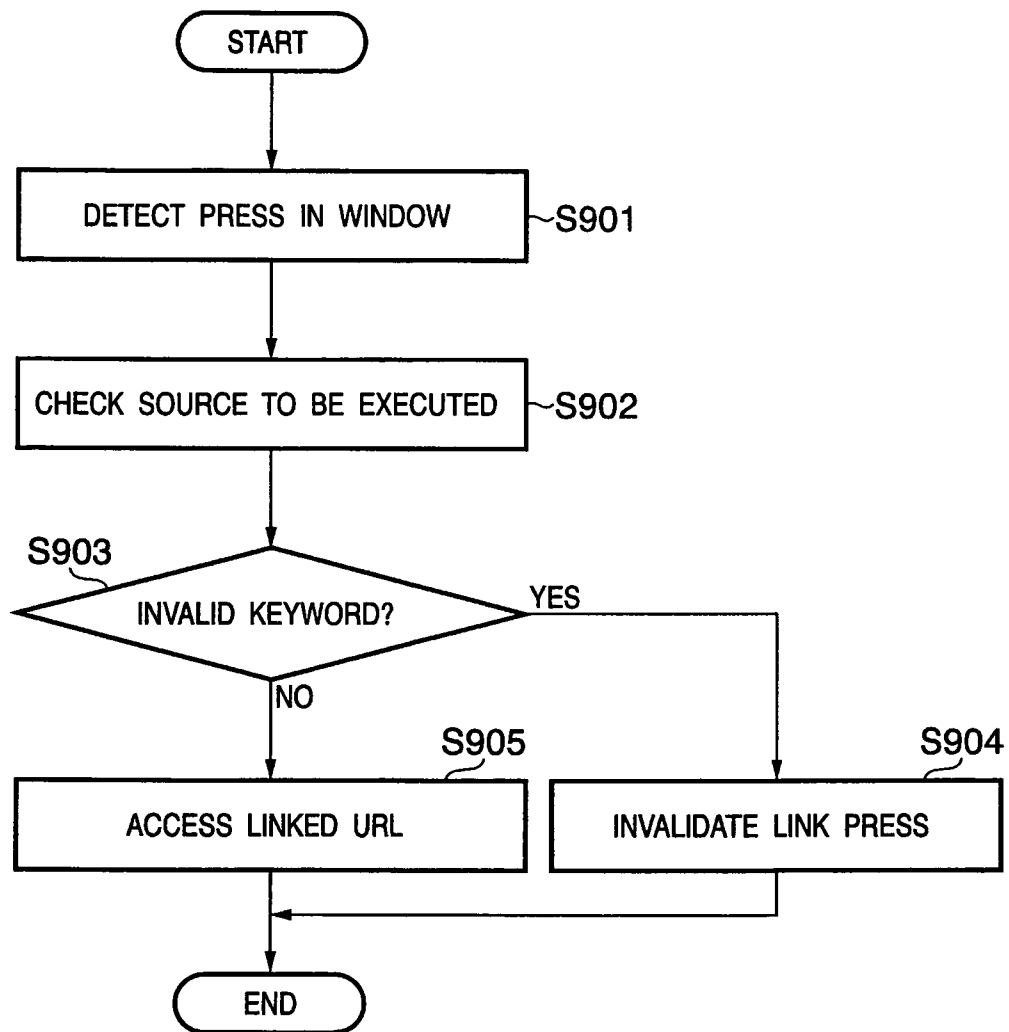 START
DETECT PRESS IN WINDOW
S901
CHECK SOURCE TO BE EXECUTED
S902
S903
INVALID KEYWORD?
YES
NO
S905
S904
ACCESS LINKED URL
INVALIDATE LINK PRESS
END